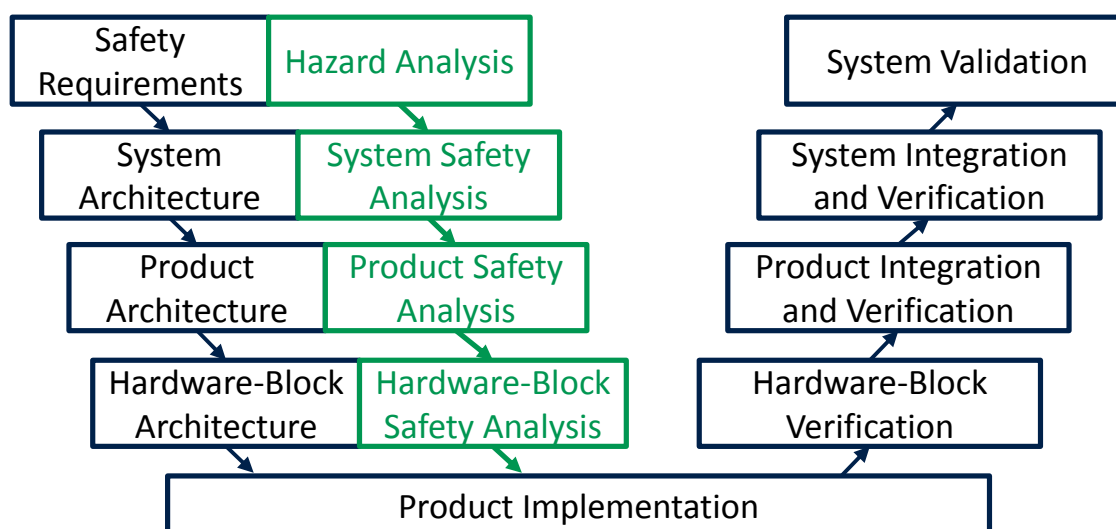 Safety
Requirements
Hazard Analysis
System Validation
System
Architecture
System Safety
Analysis
System Integration
and Verification
Product
Architecture
Product Safety
Analysis
Product Integration
and Verification
Hardware-Block
Architecture
Hardware-Block
Safety Analysis
Hardware-Block
Verification
Product Implementation